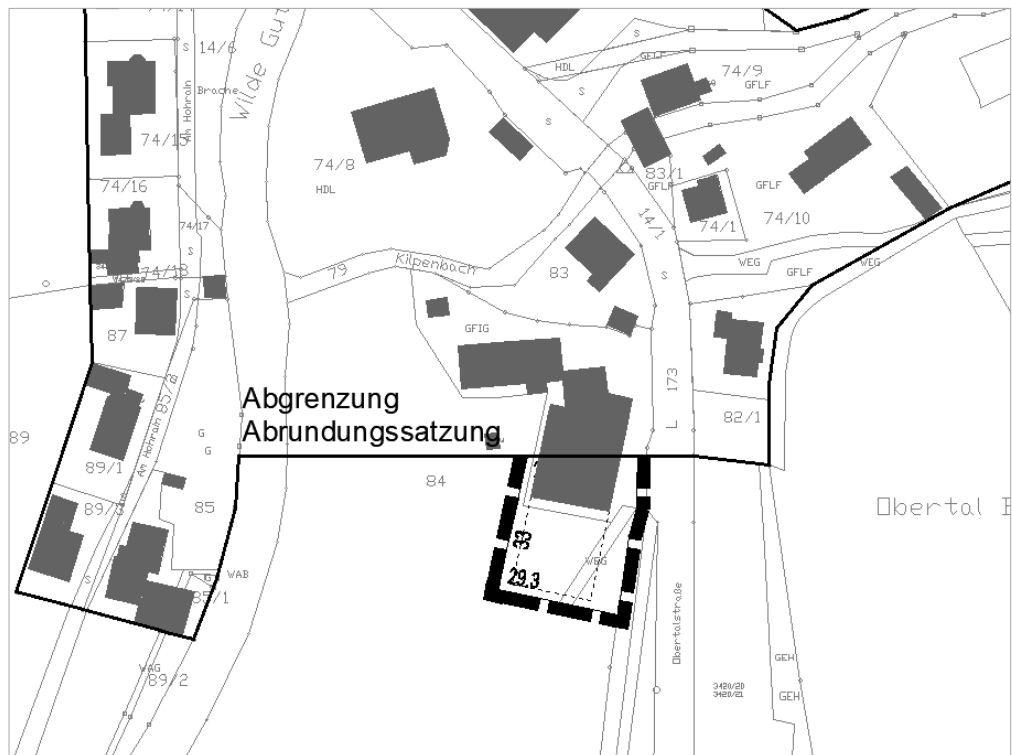 14/6
Am Hohrain
Brache
Wilde Gut
74/15
74/16
74/17
74/18
87
89
89/1
85/2
Am Hohrain
85
85/1
WAB
WAG
89/2
74/8
HDL
79
Kilpenbach
HDL
GFLF
74/9
GFLF
S
S
S
83/1
GFLF
14/1
74/1
GFLF
74/10
WEG
GFLF
WEG
83
S
GFIG
L 173
82/1
Abgrenzung
Abrundungssatzung
84
33
29.3
WEG
Obertalstraße
Obertal
GEH
GEH
3420/20
3420/21
S
S
S
S
G
G